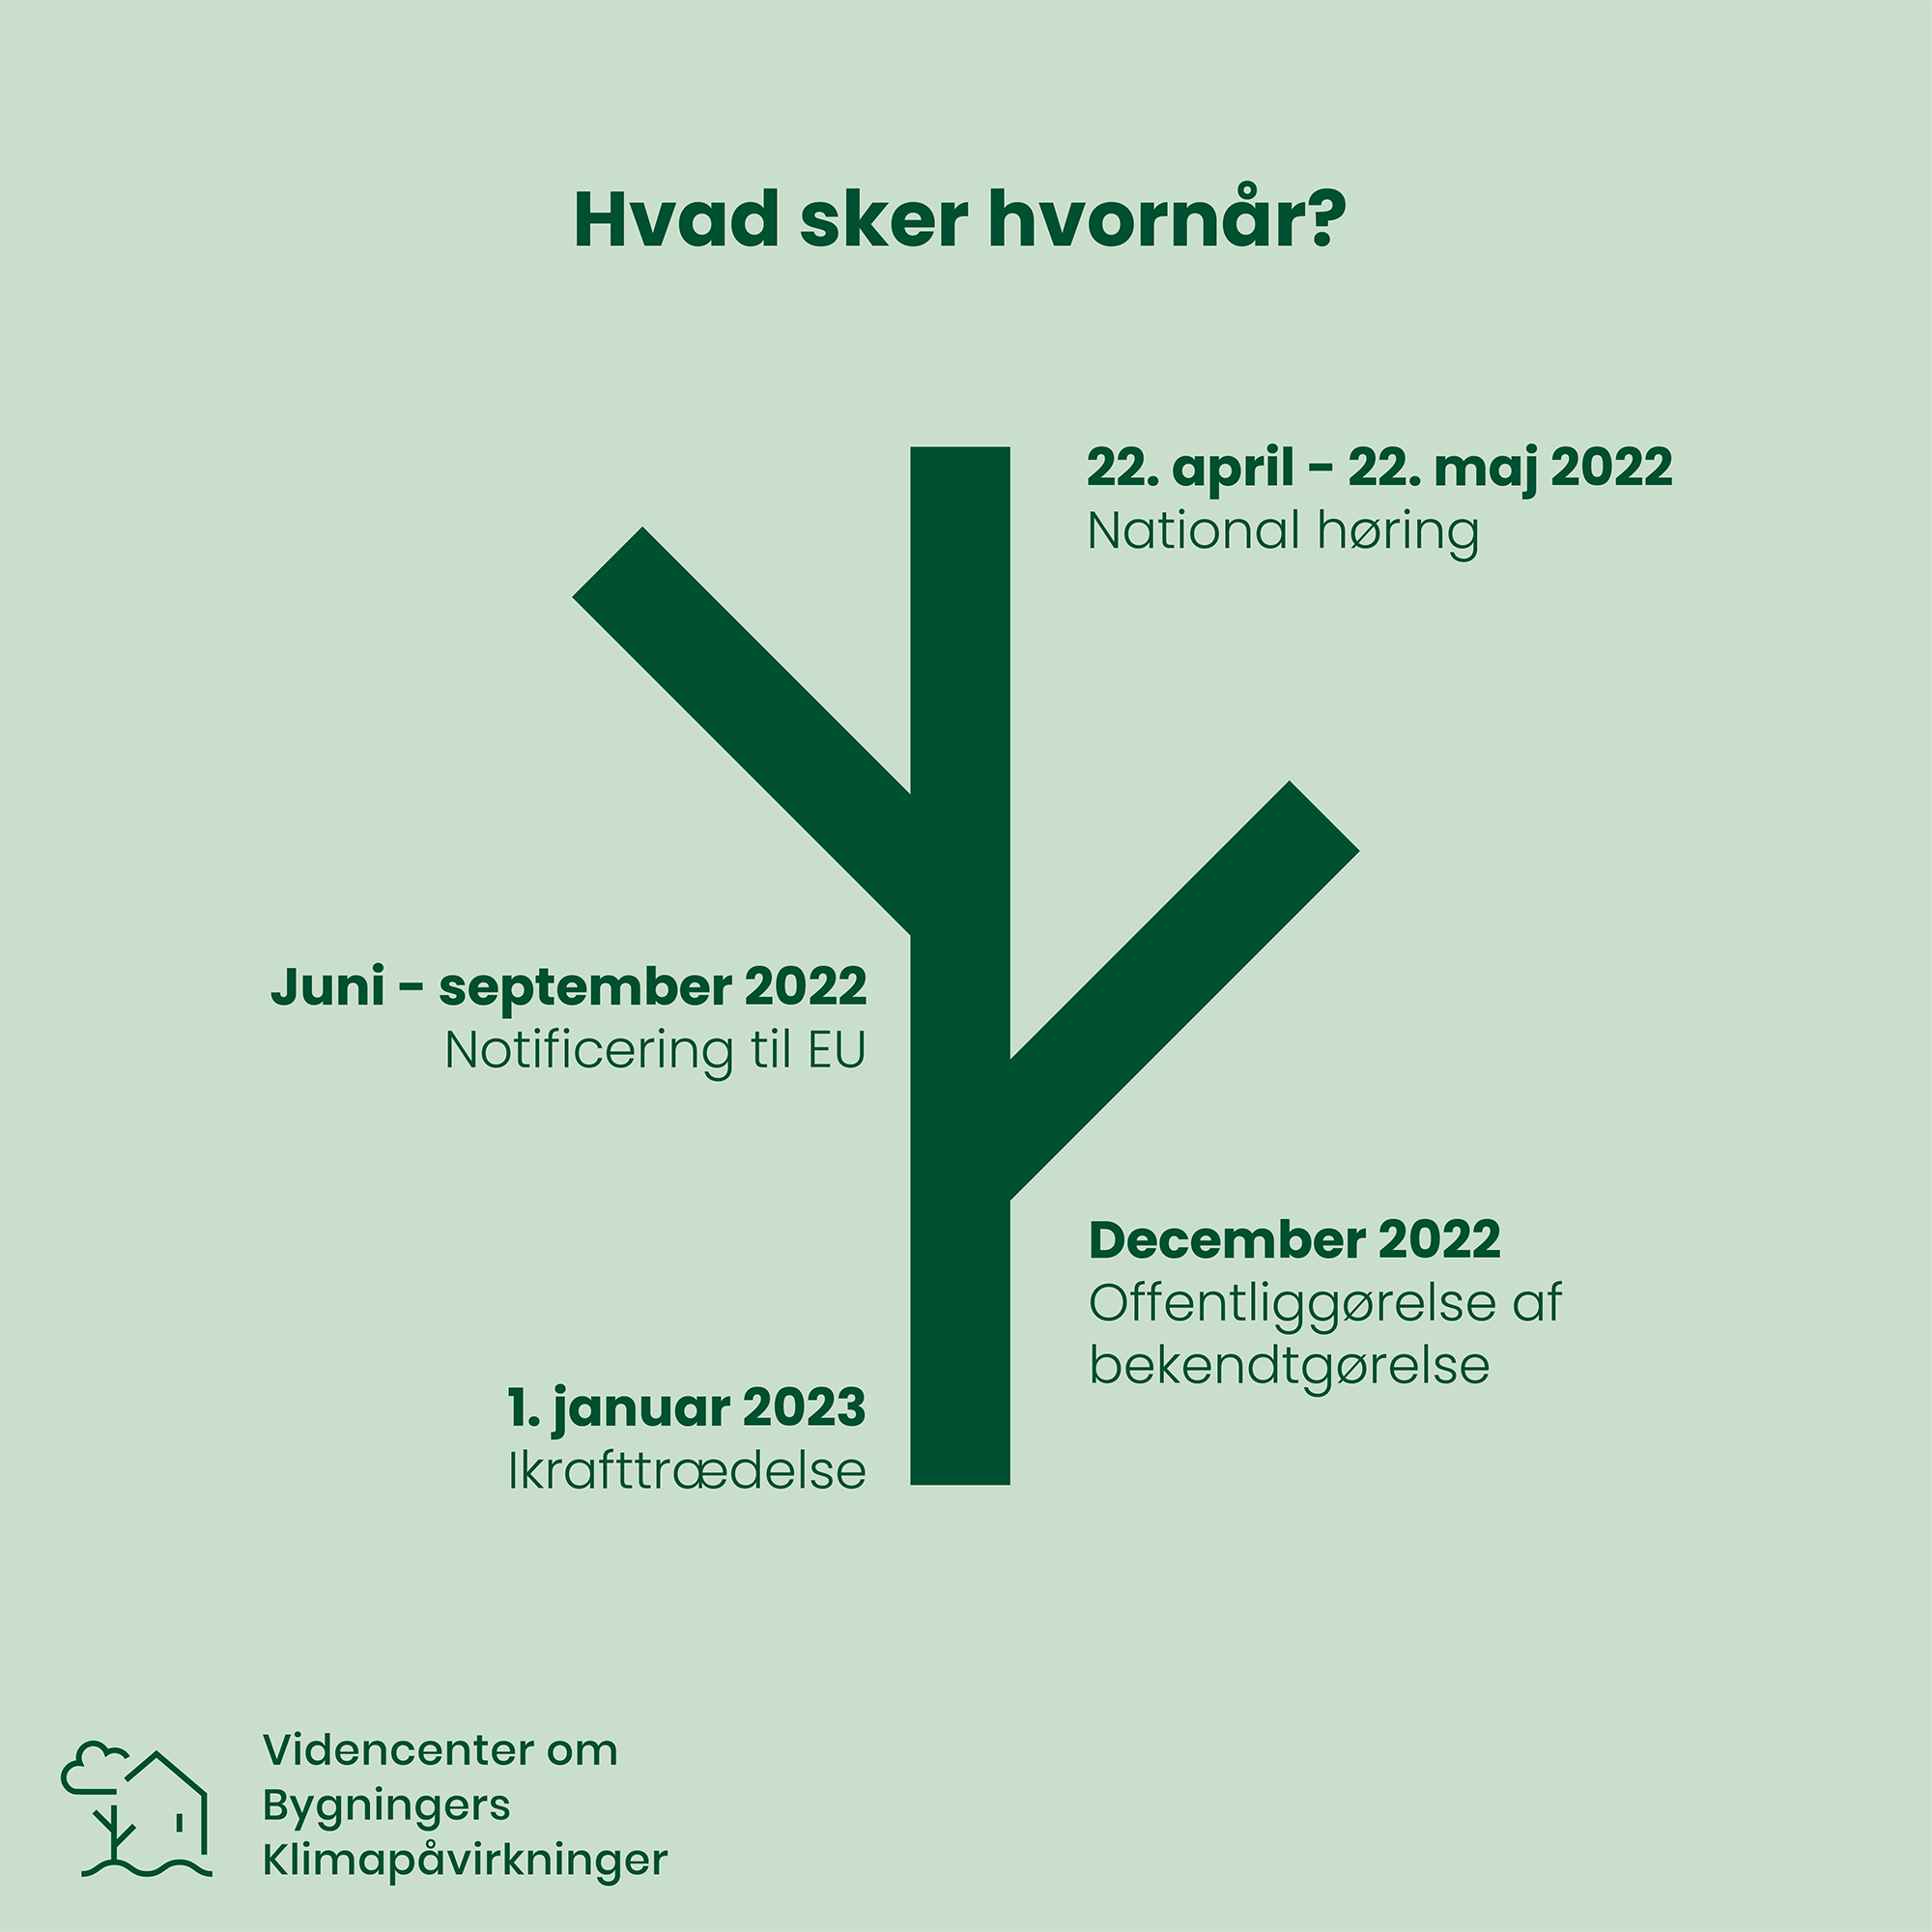 Hvad sker hvornår?
22. april – 22. maj 2022
National høring
Juni – september 2022
Notificering til EU
December 2022
Offentliggørelse af
bekendtgørelse
1. januar 2023
Ikrafttrædelse
Videncenter om
Bygningers
Klimapåvirkninger